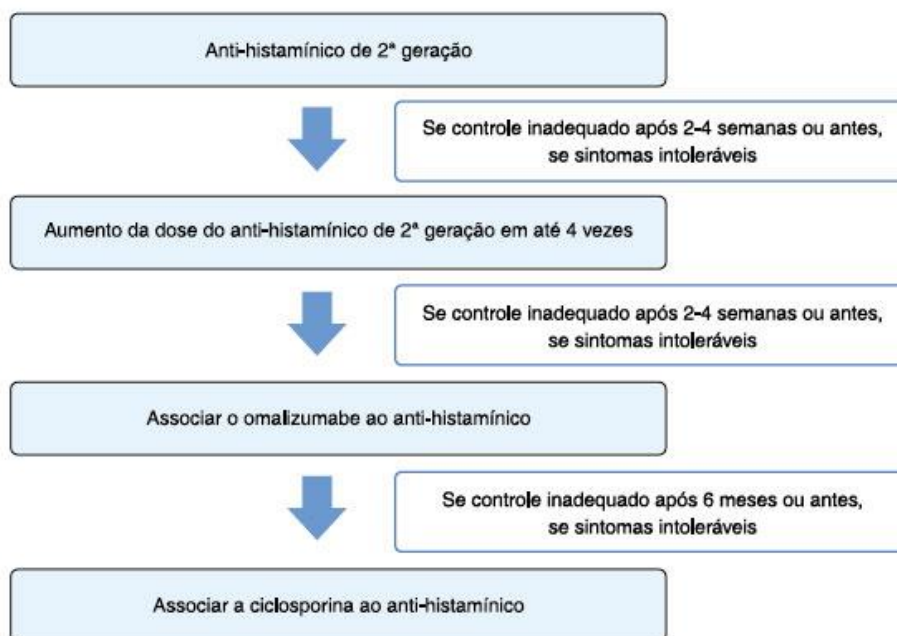 Anti-histamínico de 2ª geração
Se controle inadequado após 2-4 semanas ou antes,
se sintomas intoleráveis
Aumento da dose do anti-histamínico de 2ª geração em até 4 vezes
Se controle inadequado após 2-4 semanas ou antes,
se sintomas intoleráveis
Associar o omalizumabe ao anti-histamínico
Se controle inadequado após 6 meses ou antes,
se sintomas intoleráveis
Associar a ciclosporina ao anti-histamínico